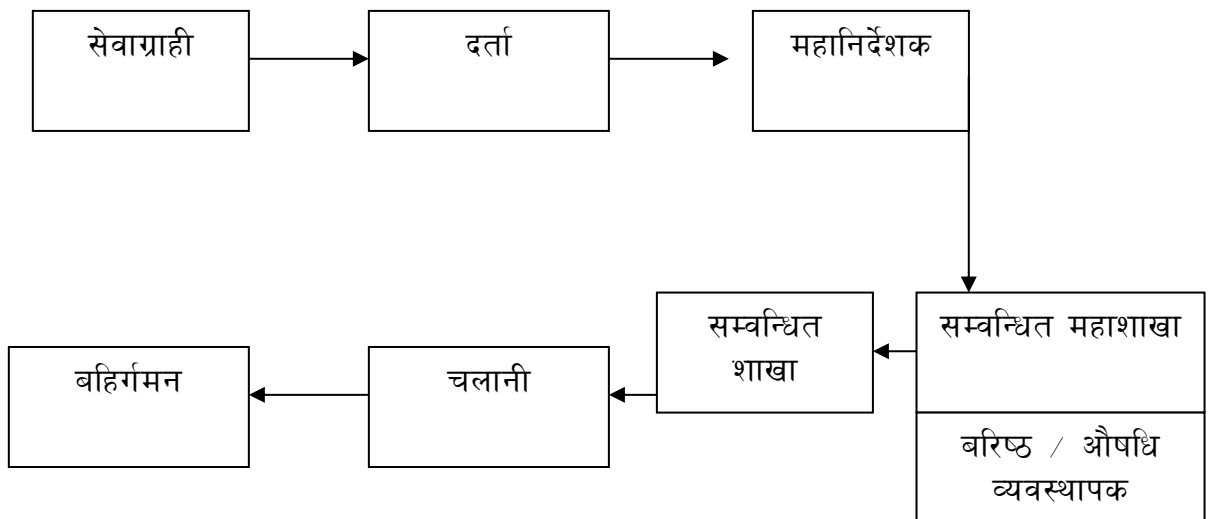 सेवाग्राही
दर्ता
महानिर्देशक
सम्वन्धित महाशाखा
बरिष्ठ / औषधि
व्यवस्थापक
सम्वन्धित
शाखा
चलानी
बहिर्गमन